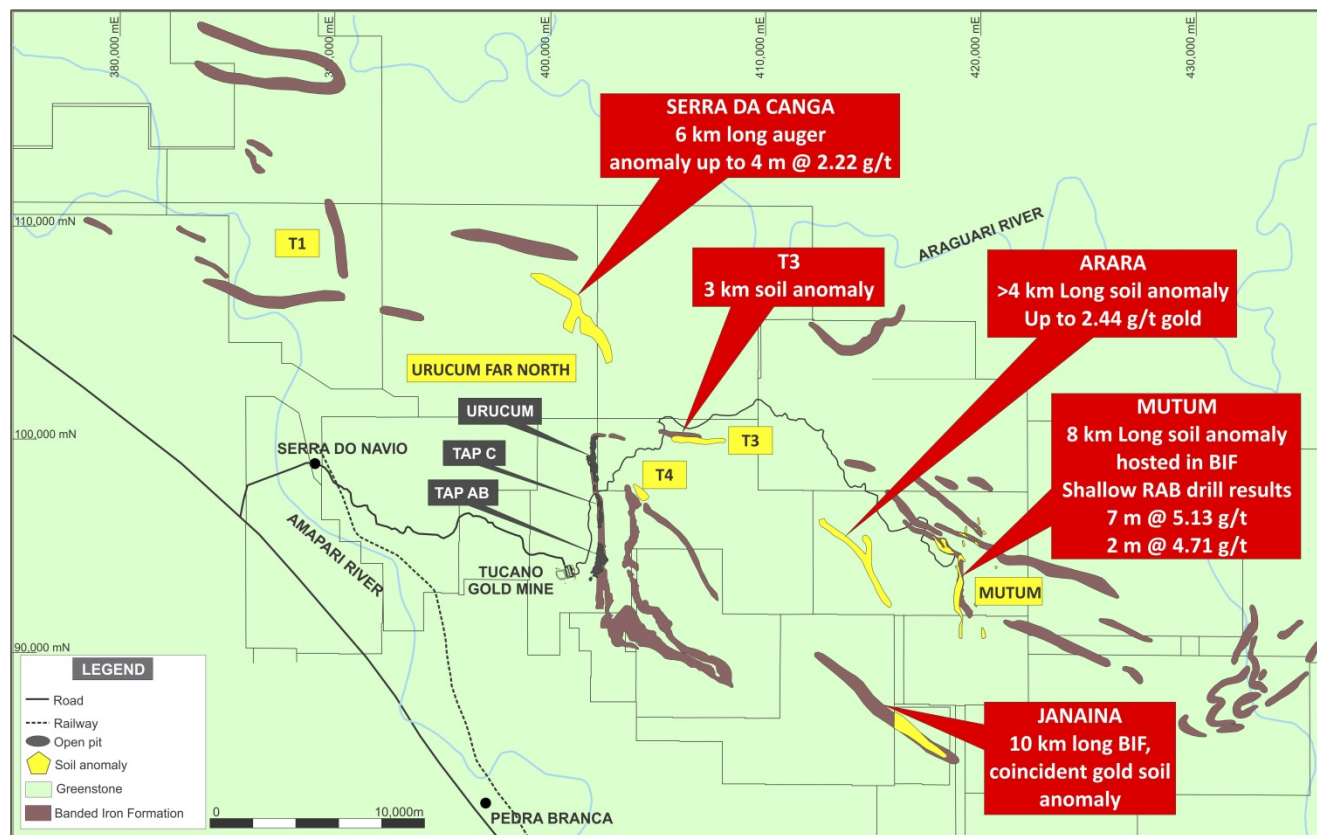 380,000 mE
390,000 mE
400,000 mE
410,000 mE
420,000 mE
430,000 mE
SERRA DA CANGA
6 km long auger
anomaly up to 4 m @ 2.22 g/t
110,000 mN
T1
ARAGUARI RIVER
T3
3 km soil anomaly
ARARA
>4 km Long soil anomaly
Up to 2.44 g/t gold
URUCUM FAR NORTH
URUCUM
TAP C
TAP AB
100,000 mN
SERRA DO NAVIO
T3
T4
MUTUM
8 km Long soil anomaly
hosted in BIF
Shallow RAB drill results
7 m @ 5.13 g/t
2 m @ 4.71 g/t
AMAPARI RIVER
TUCANO
GOLD MINE
MUTUM
90,000 mN
LEGEND
Road
Railway
Open pit
Soil anomaly
Greenstone
Banded Iron Formation
0
10,000m
PEDRA BRANCA
JANAINA
10 km long BIF,
coincident gold soil
anomaly